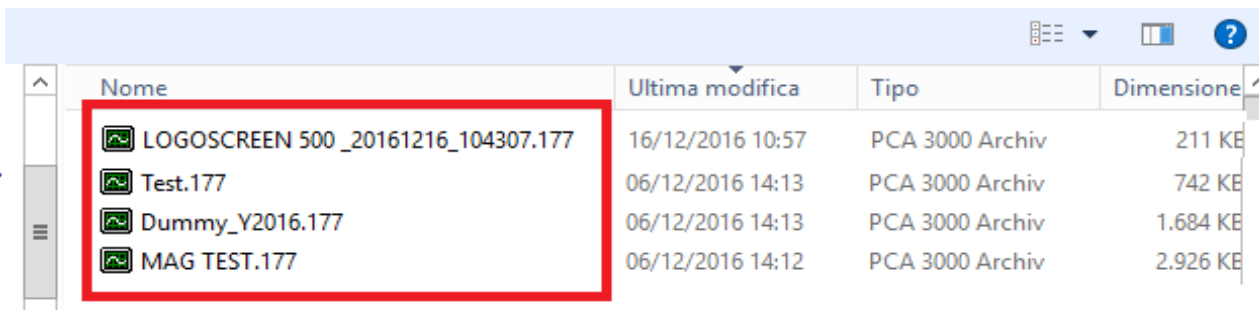 Nome Ultima modifica Tipo Dimensione
LOGOSCREEN 500 _20161216_104307.177 16/12/2016 10:57 PCA 3000 Archiv 211 KB
Test.177 06/12/2016 14:13 PCA 3000 Archiv 742 KB
Dummy_Y2016.177 06/12/2016 14:13 PCA 3000 Archiv 1.684 KB
MAG TEST.177 06/12/2016 14:12 PCA 3000 Archiv 2.926 KB